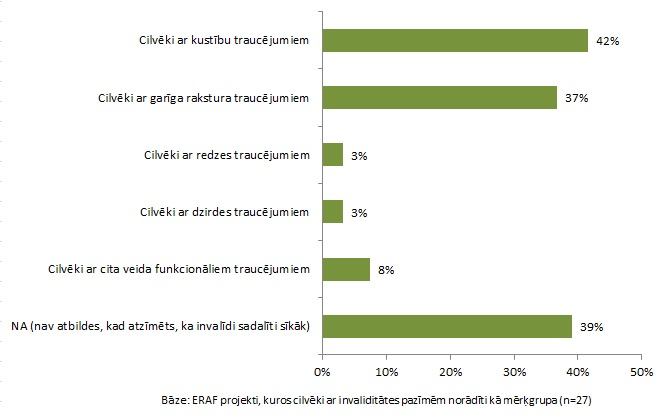 Cilvēki ar kustību traucējumiem 42%
Cilvēki ar garīga rakstura traucējumiem 37%
Cilvēki ar redzes traucējumiem 3%
Cilvēki ar dzirdes traucējumiem 3%
Cilvēki ar cita veida funkcionāliem traucējumiem 8%
NA (nav atbildes, kad atzīmēts, ka invalīdi sadalīti sīkāk) 39%
0% 10% 20% 30% 40% 50%
Bāze: ERAF projekti, kuros cilvēki ar invaliditātes pazīmēm norādīti kā mērķgrupa (n=27)